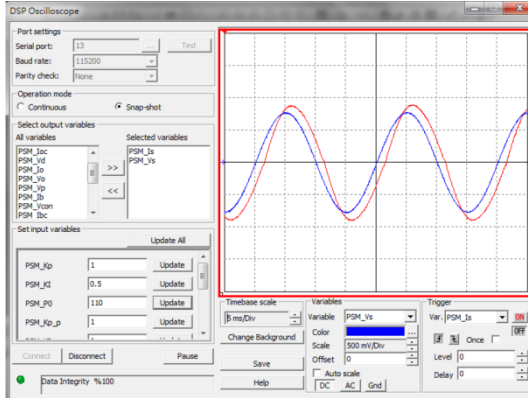 DSP Oscilloscope
Port settings
Serial port: 13 ... Test
Baud rate: 115200
Parity check: None
Operation mode
Continuous Snap-shot
Select output variables
All variables Selected variables
PSM_Ioc PSM_Is
PSM_Vd PSM_Vs
PSM_Io
PSM_Vo
PSM_Vp
PSM_Ib
PSM_Vcon
PSM_Ibc
>>
<<
Set input variables
Update All
PSM_Kp 1 Update
PSM_KI 0.5 Update
PSM_P0 110 Update
PSM_Kp_p 1 Update
Connect Disconnect Pause
Data Integrity %100
Timebase scale
5 ms/Div
Change Background
Save
Help
Variables
Variable PSM_Vs
Color ...
Scale 500 mV/Div
Offset 0
Auto scale
DC AC Gnd
Trigger
Var. PSM_Is ON
OFF
Once
Level 0
Delay 0